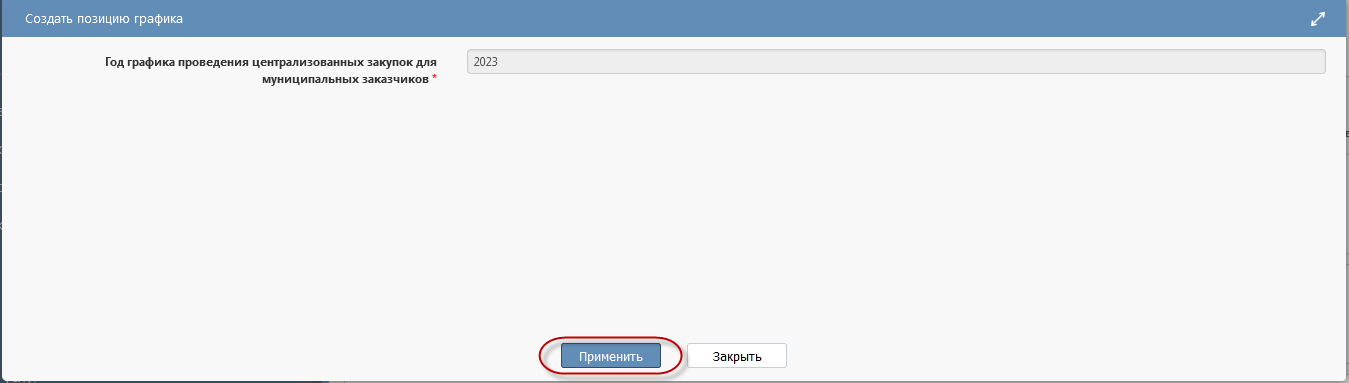 Создать позицию графика
Год графика проведения централизованных закупок для
муниципальных заказчиков *
2023
Применить
Закрыть